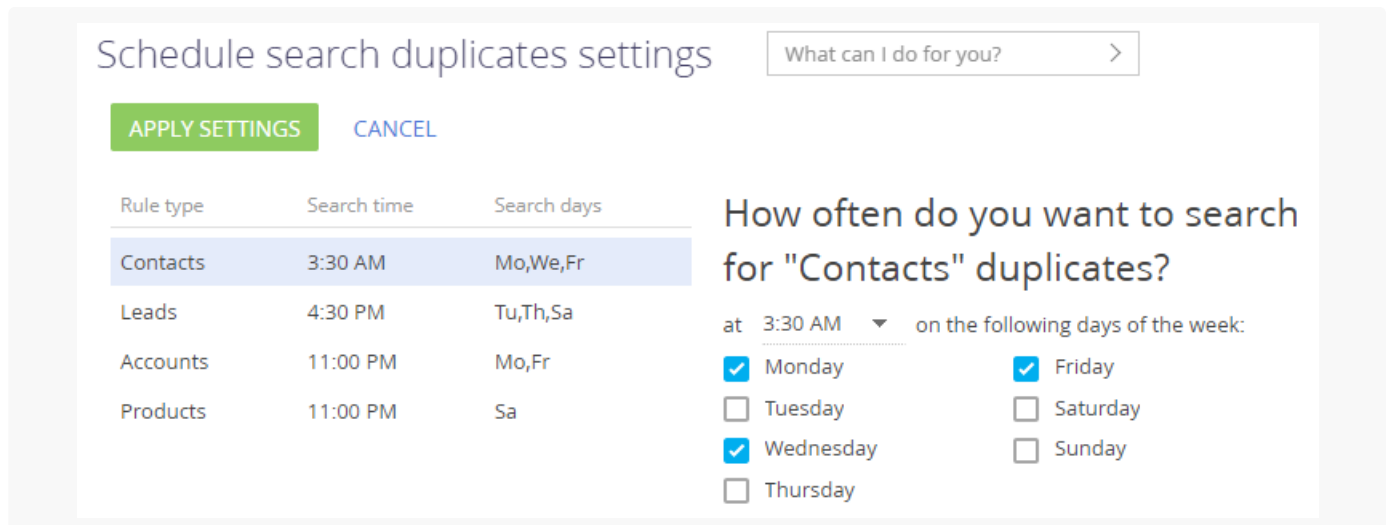 Schedule search duplicates settings
What can I do for you?
APPLY SETTINGS CANCEL
Rule type Search time Search days
Contacts 3:30 AM Mo,We,Fr
Leads 4:30 PM Tu,Th,Sa
Accounts 11:00 PM Mo,Fr
Products 11:00 PM Sa
How often do you want to search
for "Contacts" duplicates?
at 3:30 AM on the following days of the week:
Monday Friday
Tuesday Saturday
Wednesday Sunday
Thursday